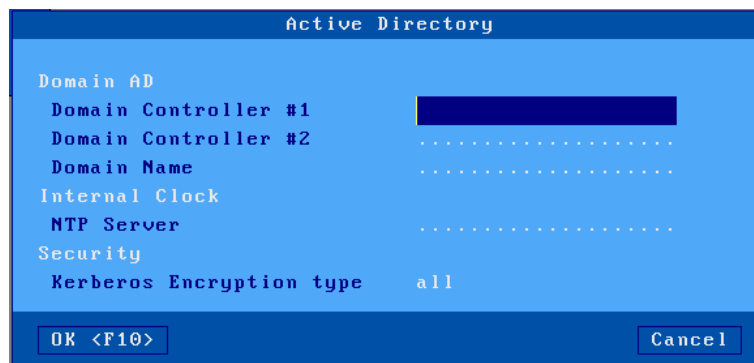 Active Directory
Domain AD
Domain Controller #1
Domain Controller #2 ....................
Domain Name ....................
Internal Clock
NTP Server ....................
Security
Kerberos Encryption type all
OK <F10> Cancel